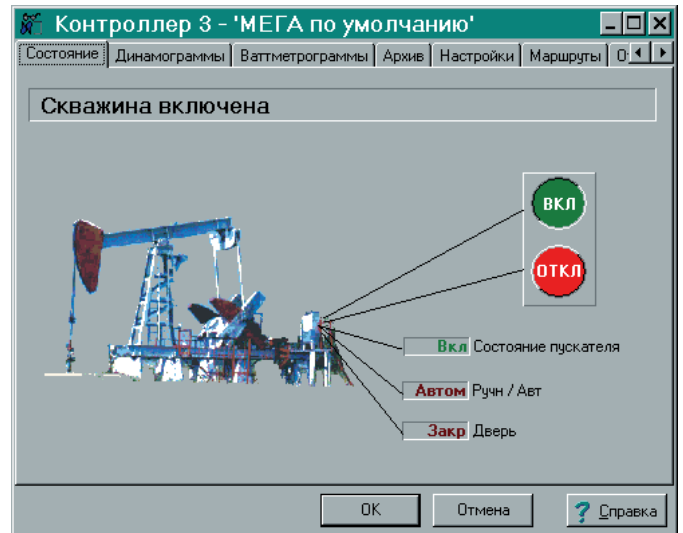 Контроллер 3 - 'МЕГА по умолчанию'
Состояние Динамограммы Ваттметрограммы Архив Настройки Маршруты
Скважина включена
ВКЛ
ОТКЛ
Вкл Состояние пускателя
Автом Ручн / Авт
Закр Дверь
OK Отмена Справка